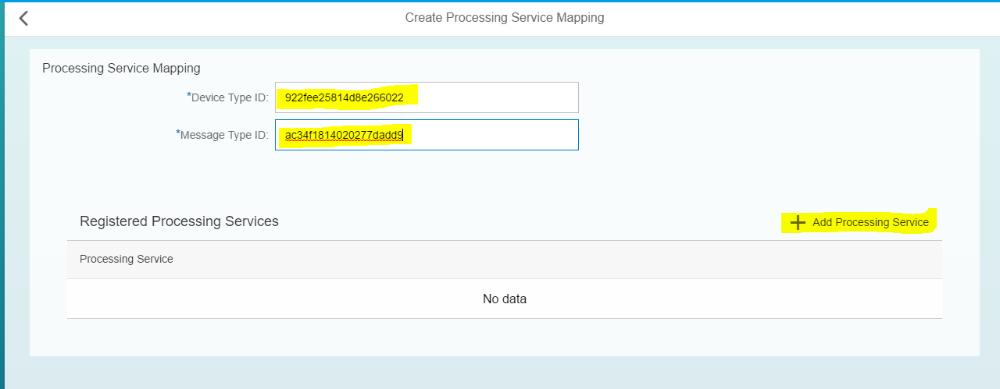 Create Processing Service Mapping
Processing Service Mapping
*Device Type ID: 922fee25814d8e266022
*Message Type ID: ac34f1814020277dadd9
Registered Processing Services + Add Processing Service
Processing Service
No data